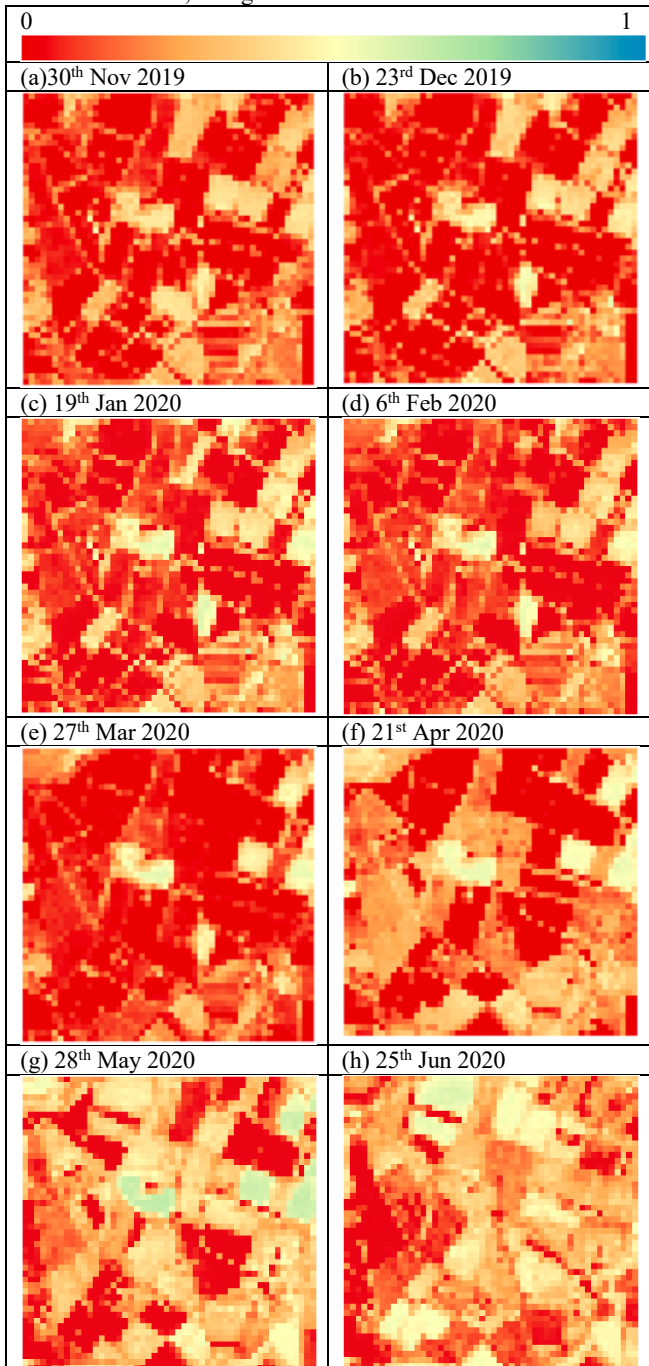 0 1
(a)30th Nov 2019 (b) 23rd Dec 2019
(c) 19th Jan 2020 (d) 6th Feb 2020
(e) 27th Mar 2020 (f) 21st Apr 2020
(g) 28th May 2020 (h) 25th Jun 2020